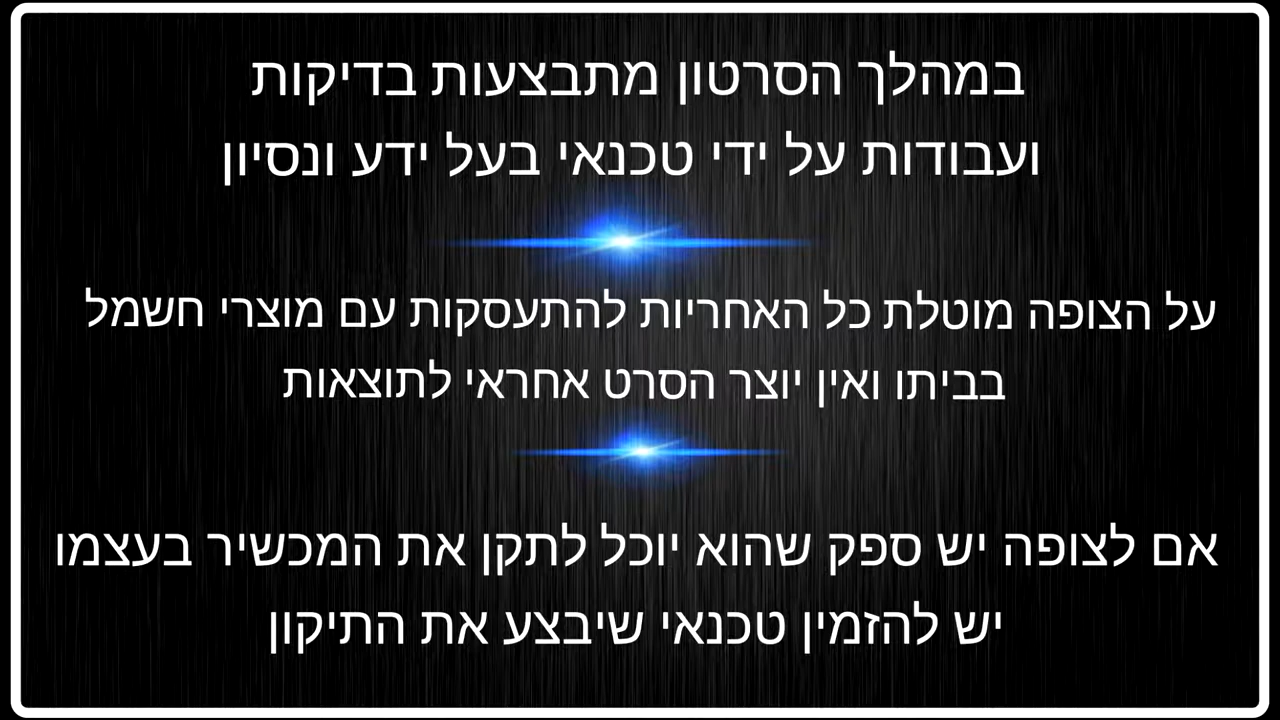 במהלך הסרטון מתבצעות בדיקות
ועבודות על ידי טכנאי בעל ידע ונסיון
על הצופה מוטלת כל האחריות להתעסקות עם מוצרי חשמל
בביתו ואין יוצר הסרט אחראי לתוצאות
אם לצופה יש ספק שהוא יוכל לתקן את המכשיר בעצמו
יש להזמין טכנאי שיבצע את התיקון